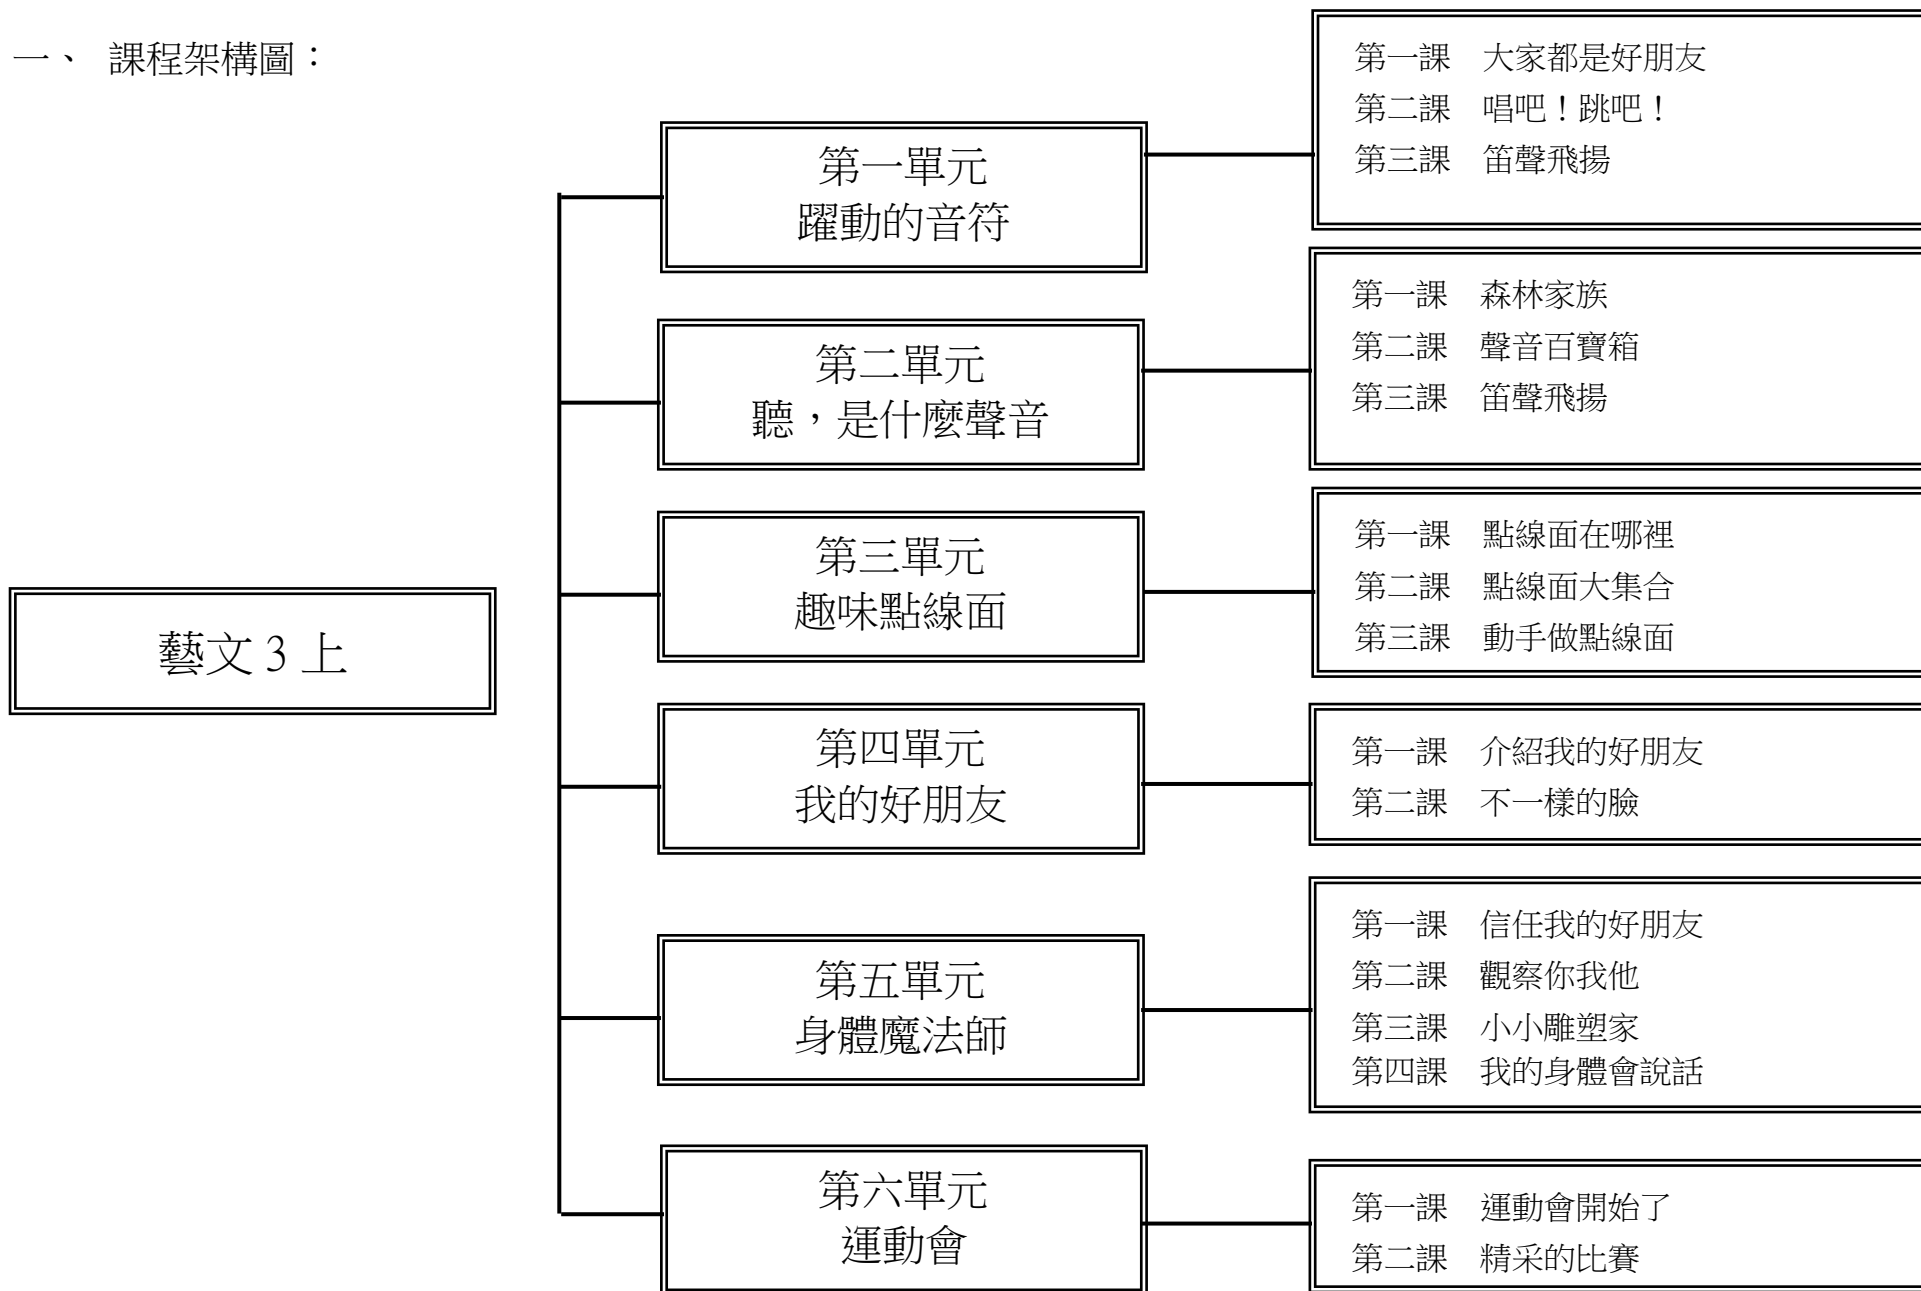 一、 課程架構圖：
藝文 3 上
第一單元
躍動的音符
第一課　大家都是好朋友
第二課　唱吧！跳吧！
第三課　笛聲飛揚
第二單元
聽，是什麼聲音
第一課　森林家族
第二課　聲音百寶箱
第三課　笛聲飛揚
第三單元
趣味點線面
第一課　點線面在哪裡
第二課　點線面大集合
第三課　動手做點線面
第四單元
我的好朋友
第一課　介紹我的好朋友
第二課　不一樣的臉
第五單元
身體魔法師
第一課　信任我的好朋友
第二課　觀察你我他
第三課　小小雕塑家
第四課　我的身體會說話
第六單元
運動會
第一課　運動會開始了
第二課　精采的比賽